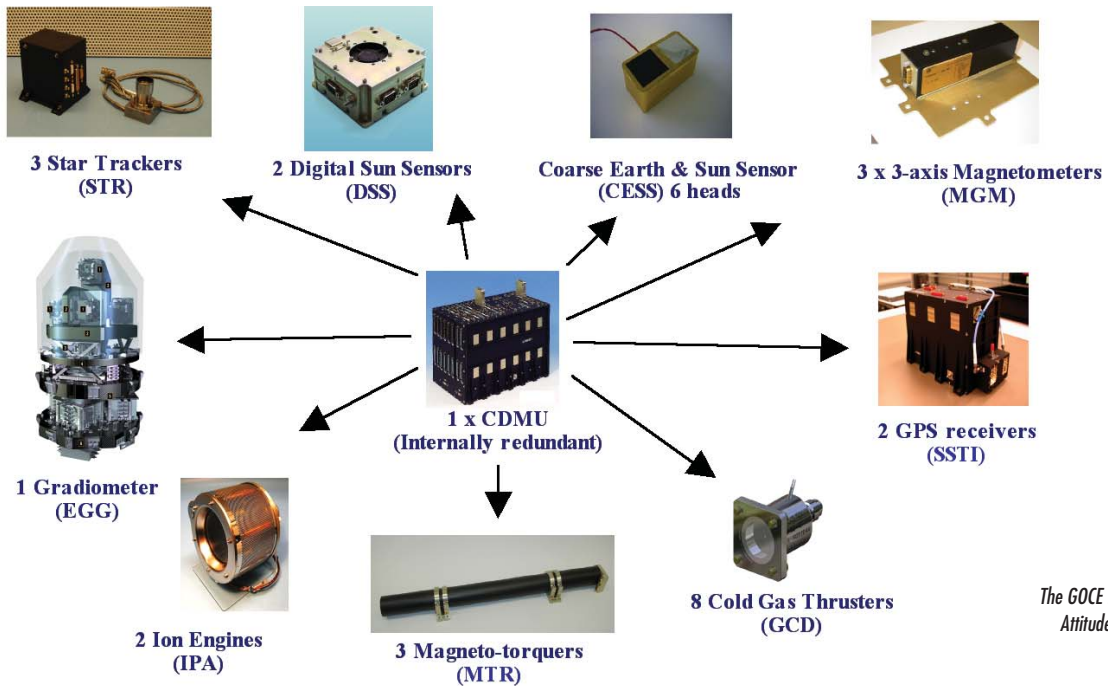 3 Star Trackers
(STR)
2 Digital Sun Sensors
(DSS)
Coarse Earth & Sun Sensor
(CESS) 6 heads
3 x 3-axis Magnetometers
(MGM)
1 x CDMU
(Internally redundant)
2 GPS receivers
(SSTI)
1 Gradiometer
(EGG)
2 Ion Engines
(IPA)
3 Magneto-torquers
(MTR)
8 Cold Gas Thrusters
(GCD)
The GOCE
Attitude